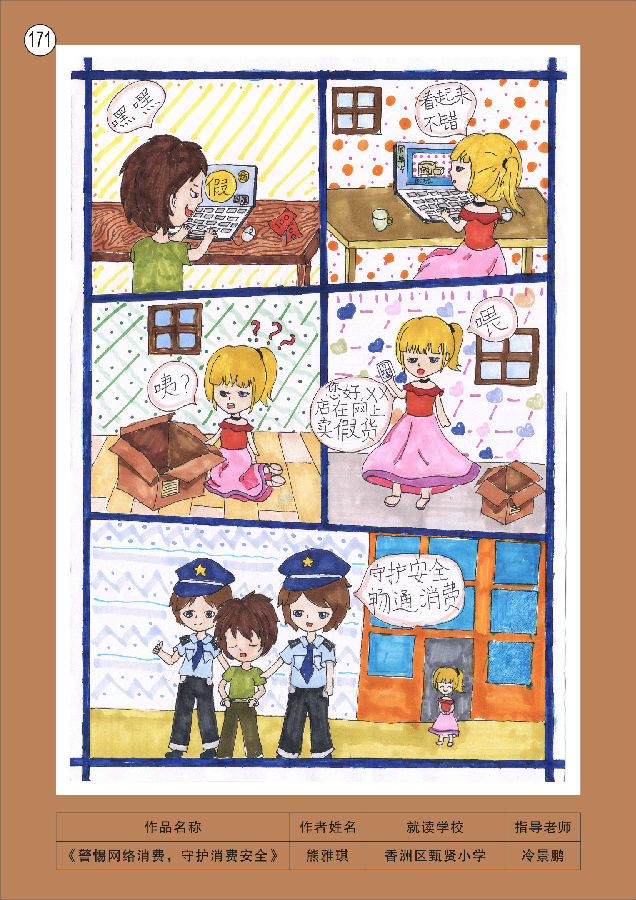 171
嘿嘿
假
看起来
不错
咦?
???
喂
您好,XX
店在网上
卖假货
守护安全
畅通消费
作品名称 作者姓名 就读学校 指导老师
《警惕网络消费，守护消费安全》 熊雅琪 香洲区甄贤小学 冷景鹏